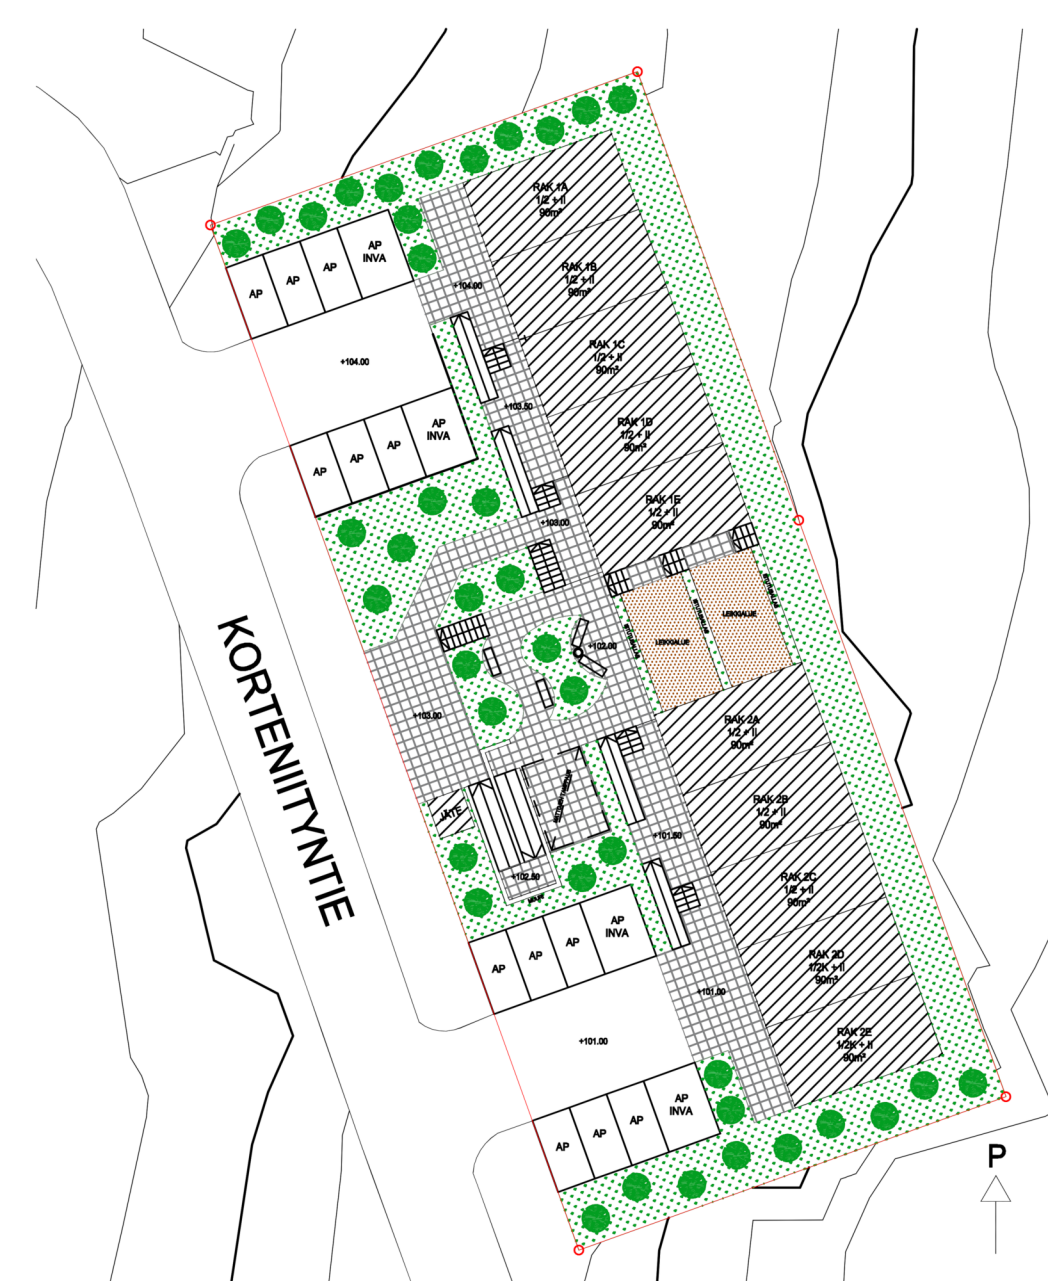 RAK 1A
1/2 + II
90m²
RAK 1B
1/2 + II
90m²
AP
INVA
AP
AP
AP
+104.00
+104.00
RAK 1C
1/2 + II
90m²
+103.50
AP
INVA
AP
AP
AP
RAK 1D
1/2 + II
90m²
RAK 1E
1/2 + II
90m²
+103.00
LEIKKIALUE
LEIKKIALUE
+102.00
KORTENIITYNTIE
+103.00
RAK 2A
1/2 + II
90m²
JÄTE
RAK 2B
1/2 + II
90m²
+101.50
+102.50
RAK 2C
1/2 + II
90m²
AP
INVA
AP
AP
AP
RAK 2D
1/2K + II
90m²
+101.00
+101.00
RAK 2E
1/2K + II
90m²
AP
INVA
AP
AP
AP
P